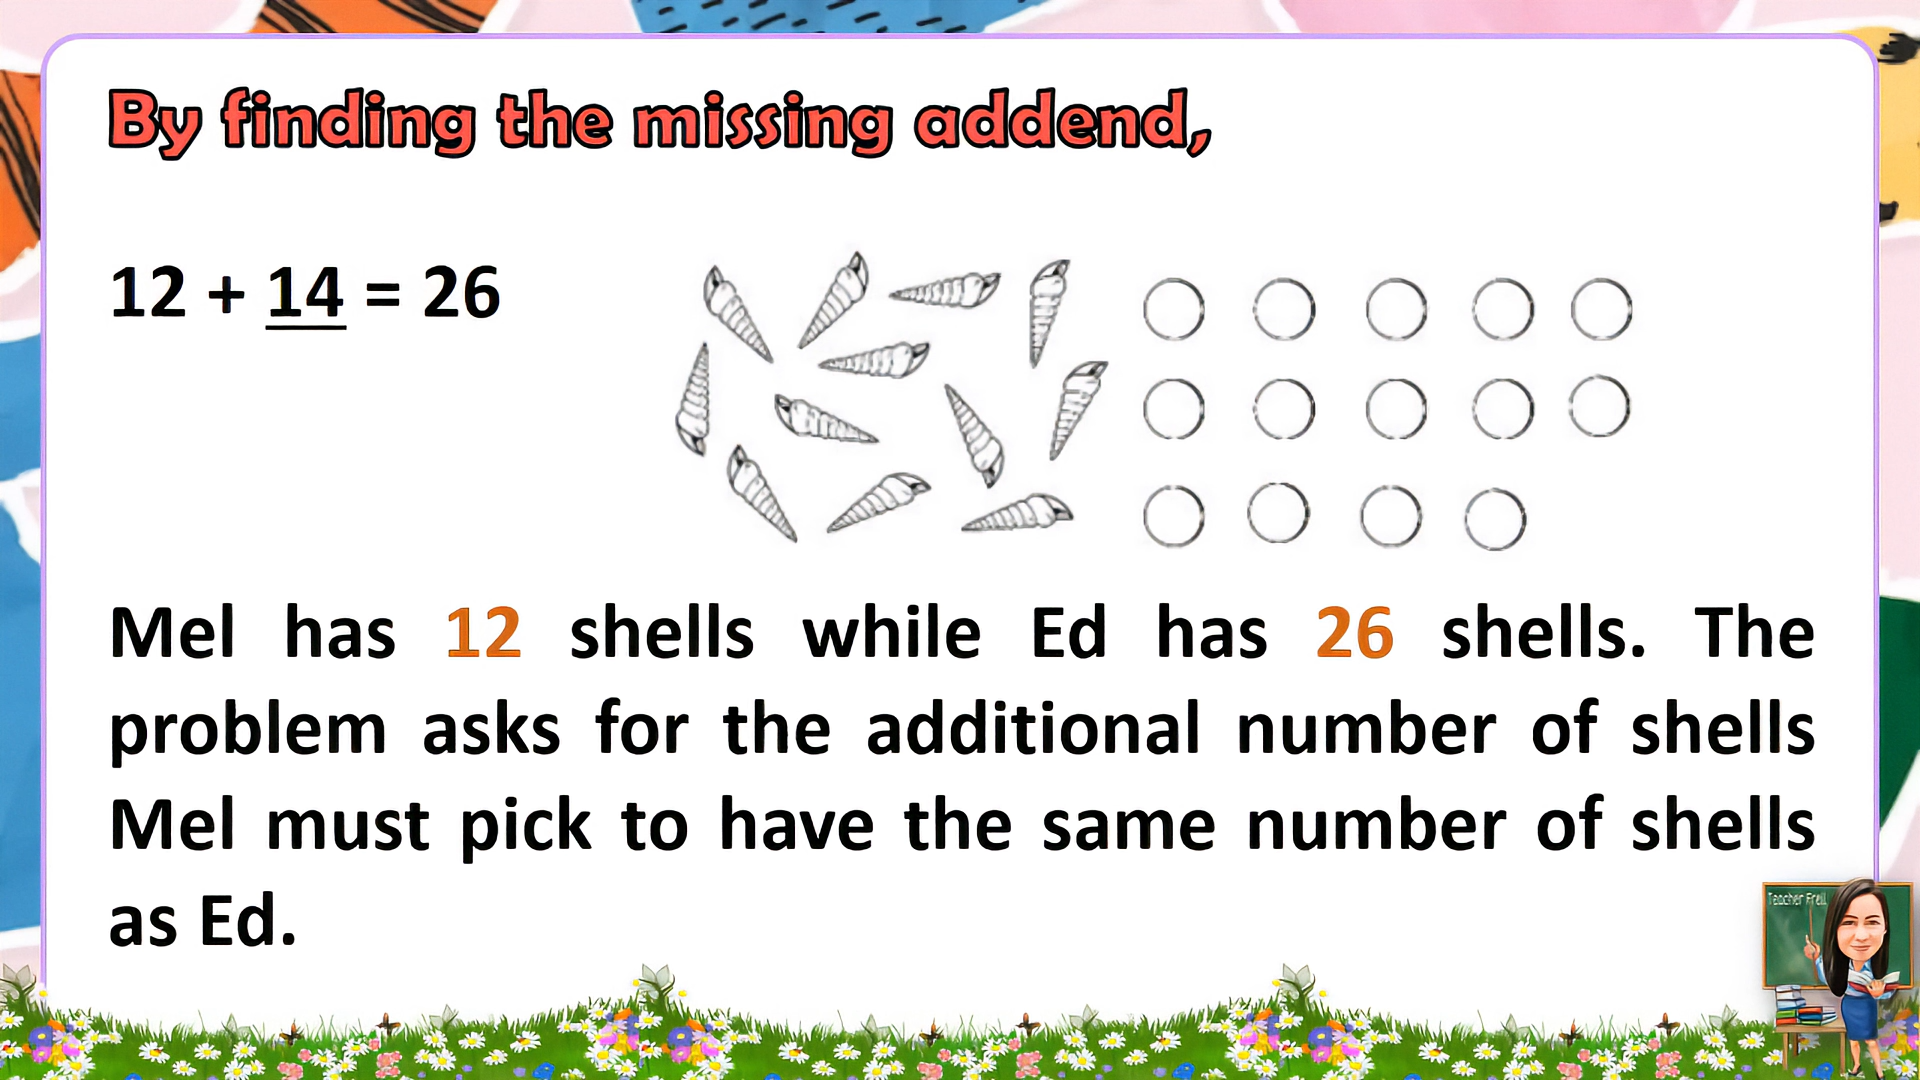 By finding the missing addend,
12 + 14 = 26
Mel has 12 shells while Ed has 26 shells. The
problem asks for the additional number of shells
Mel must pick to have the same number of shells
as Ed.
Teacher Frell